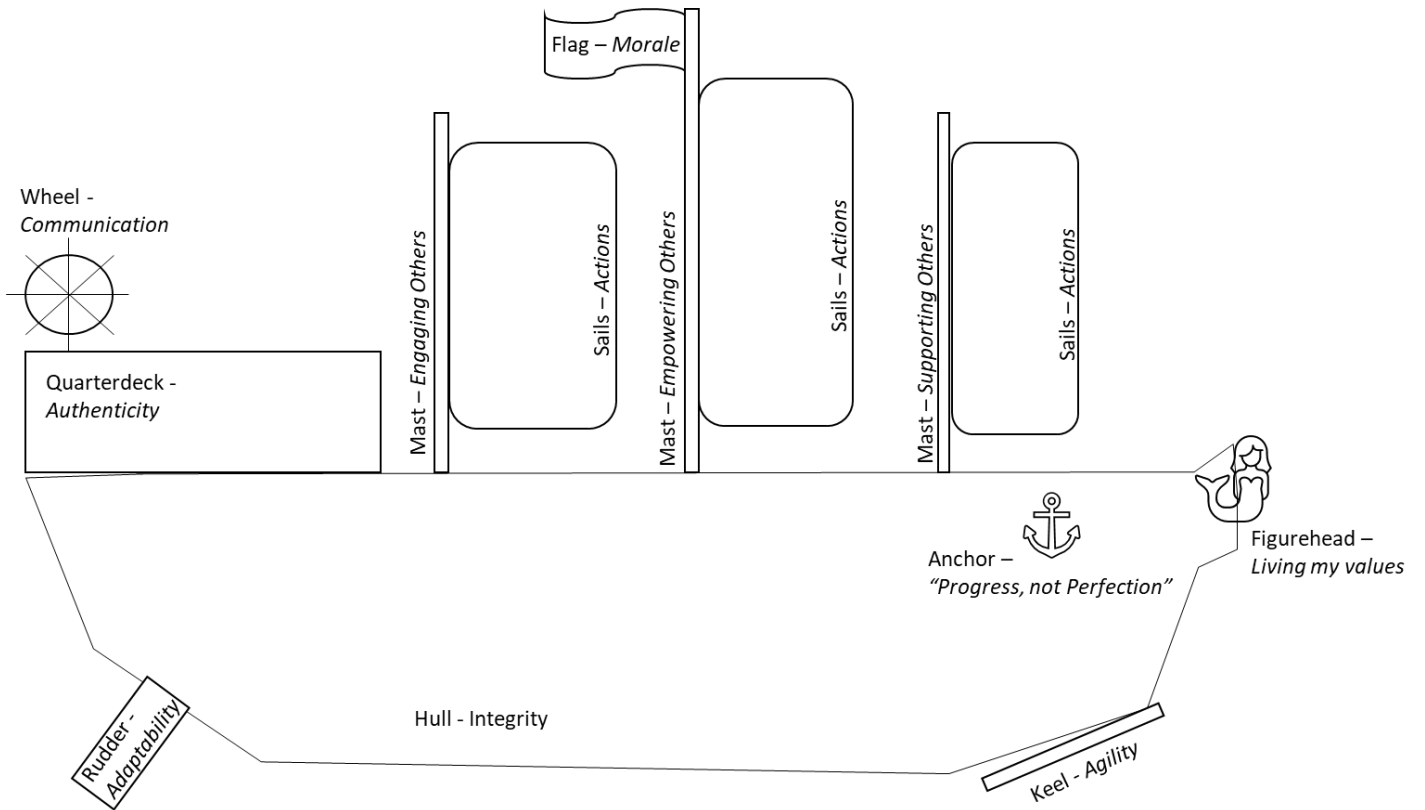 Flag – Morale
Wheel -
Communication
Quarterdeck -
Authenticity
Mast – Engaging Others
Sails – Actions
Mast – Empowering Others
Sails – Actions
Mast – Supporting Others
Sails – Actions
Anchor –
“Progress, not Perfection”
Figurehead –
Living my values
Rudder -
Adaptability
Hull - Integrity
Keel - Agility